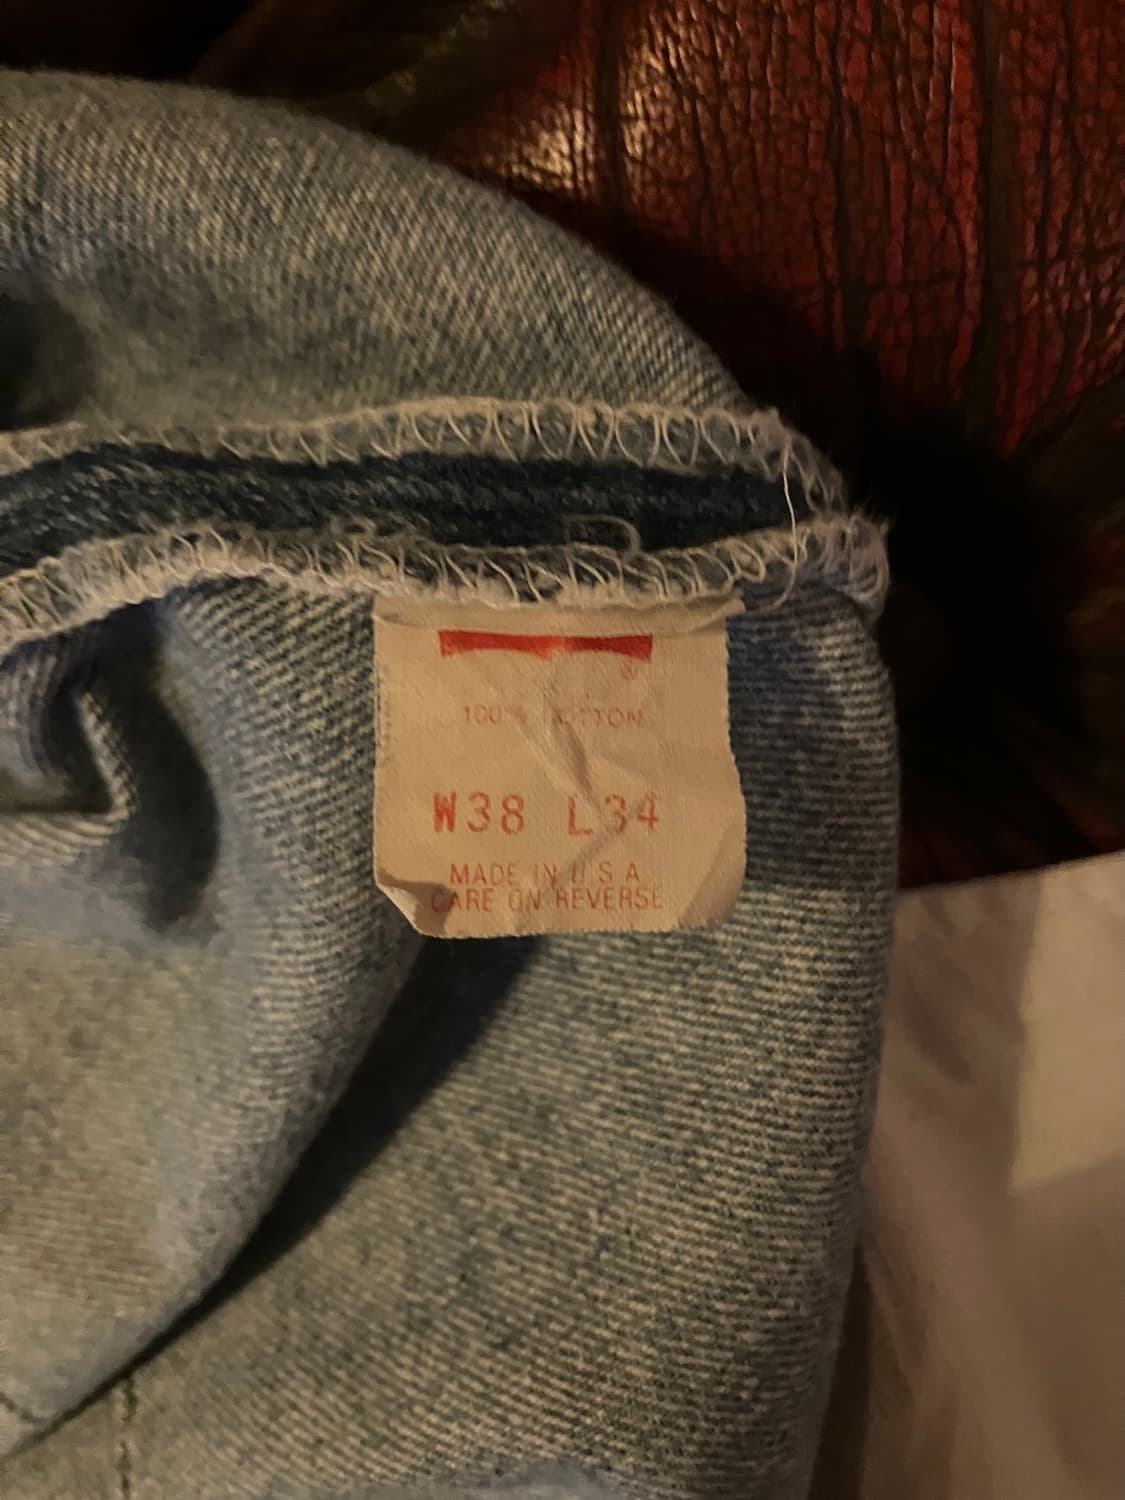 ®
100% COTTON
W38 L34
MADE IN U S A
CARE ON REVERSE